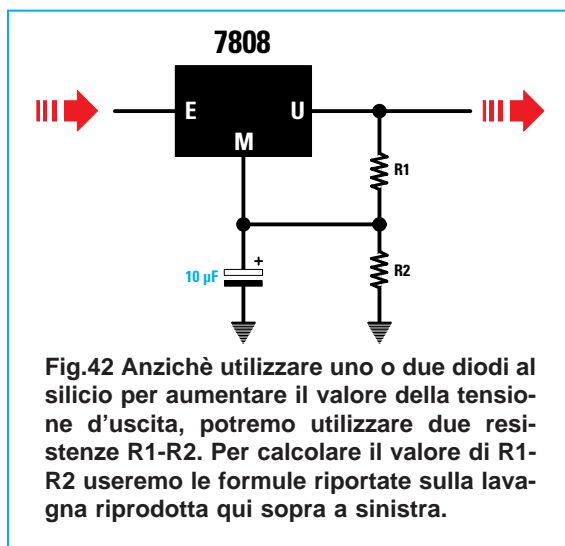 7808
E
U
M
R1
10 µF
+
R2
Fig.42 Anzichè utilizzare uno o due diodi al
silicio per aumentare il valore della tensio-
ne d'uscita, potremo utilizzare due resi-
stenze R1-R2. Per calcolare il valore di R1-
R2 useremo le formule riportate sulla lava-
gna riprodotta qui sopra a sinistra.